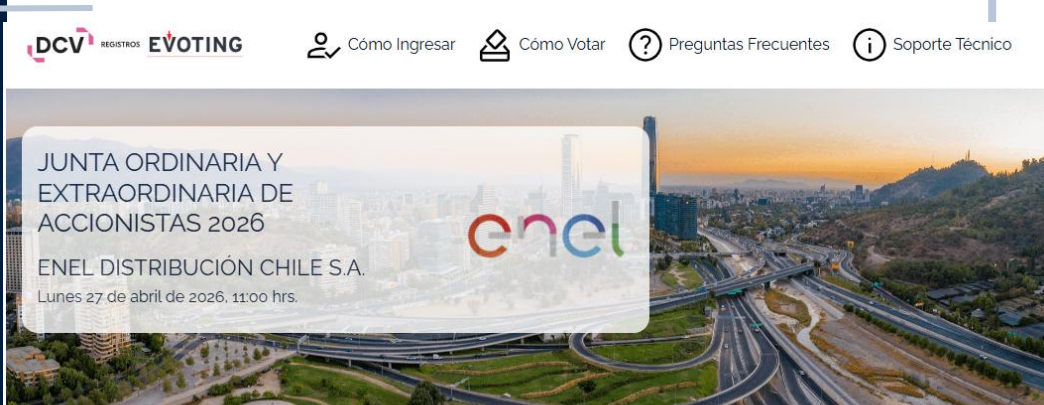 DCV REGISTROS EVOTING
Cómo Ingresar
Cómo Votar
? Preguntas Frecuentes
i Soporte Técnico
JUNTA ORDINARIA Y
EXTRAORDINARIA DE
ACCIONISTAS 2026
enel
ENEL DISTRIBUCIÓN CHILE S.A.
Lunes 27 de abril de 2026, 11:00 hrs.